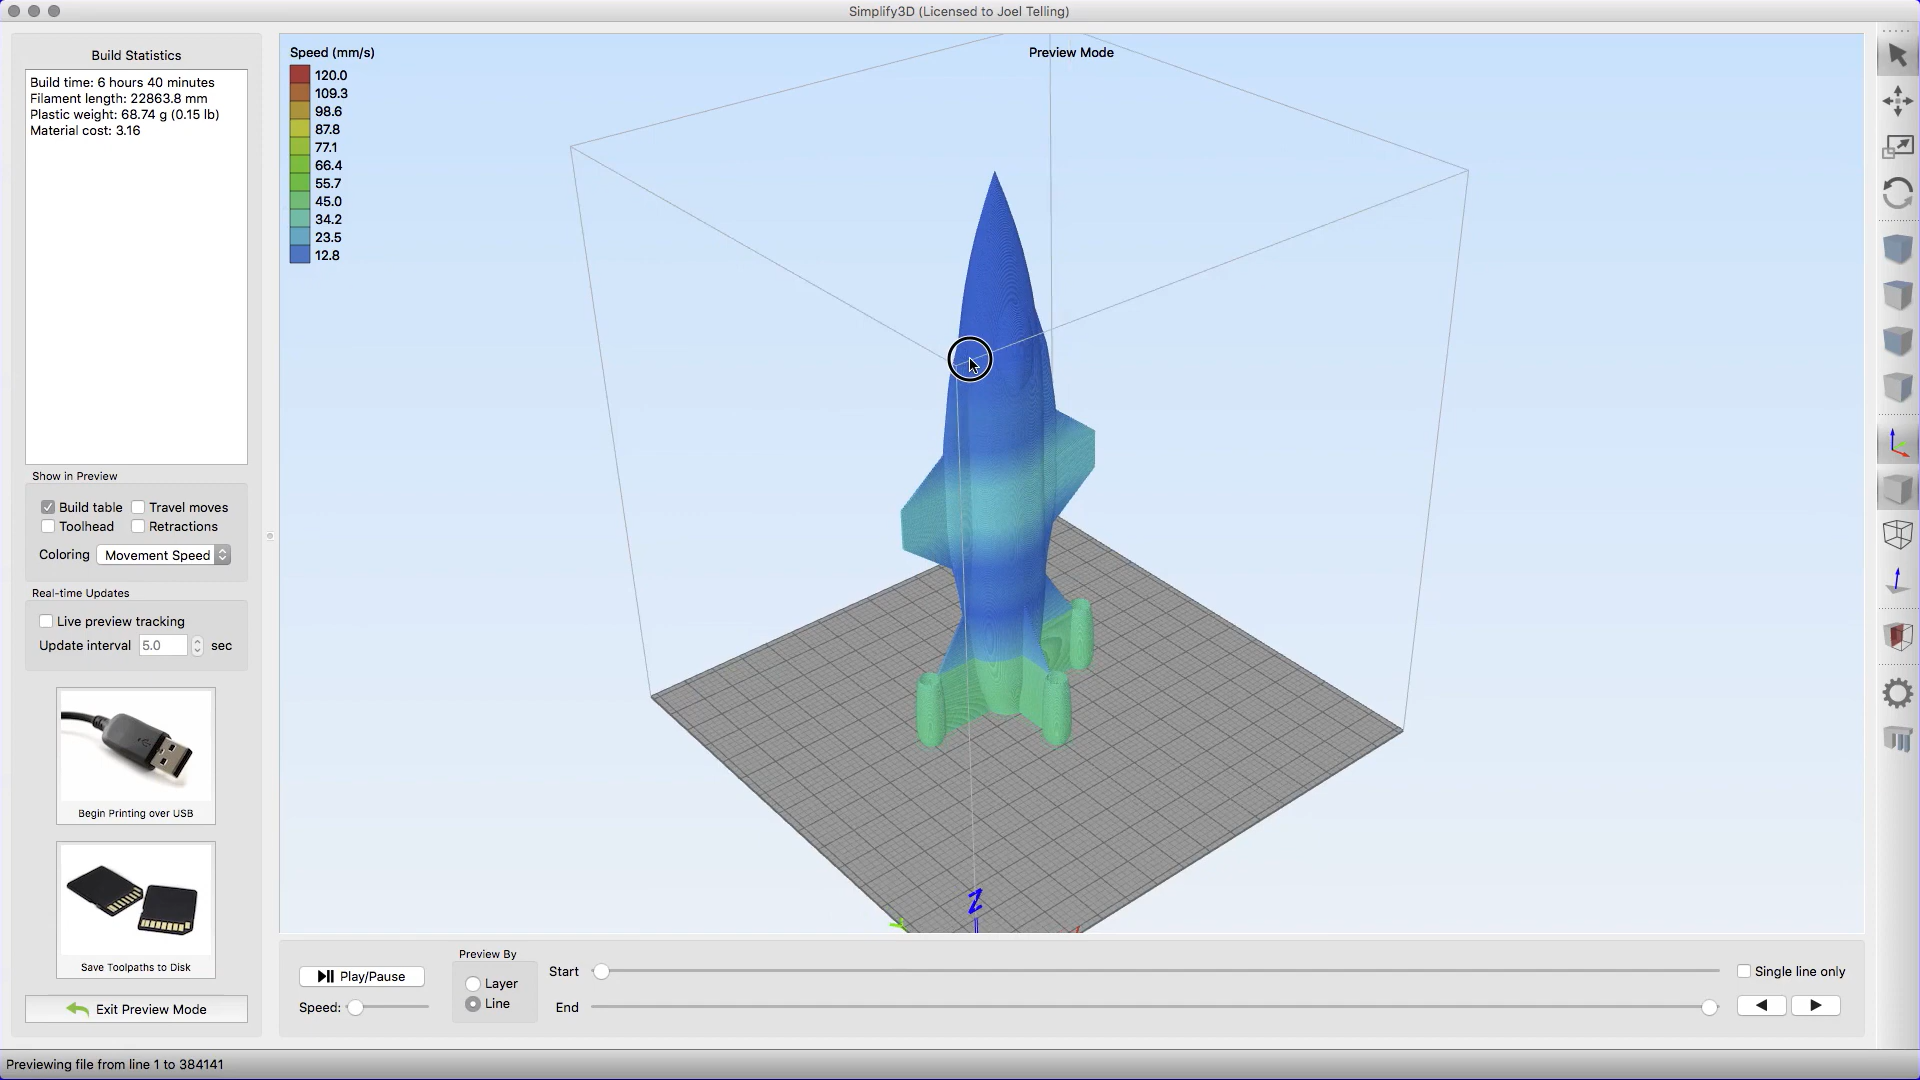 Simplify3D (Licensed to Joel Telling)
Build Statistics
Build time: 6 hours 40 minutes
Filament length: 22863.8 mm
Plastic weight: 68.74 g (0.15 lb)
Material cost: 3.16
Show in Preview
Build table
Travel moves
Toolhead
Retractions
Coloring
Movement Speed
Real-time Updates
Live preview tracking
Update interval
5.0
sec
Begin Printing over USB
Save Toolpaths to Disk
Exit Preview Mode
Speed (mm/s)
120.0
109.3
98.6
87.8
77.1
66.4
55.7
45.0
34.2
23.5
12.8
Preview Mode
Z
Play/Pause
Speed:
Preview By
Layer
Line
Start
End
Single line only
Previewing file from line 1 to 384141